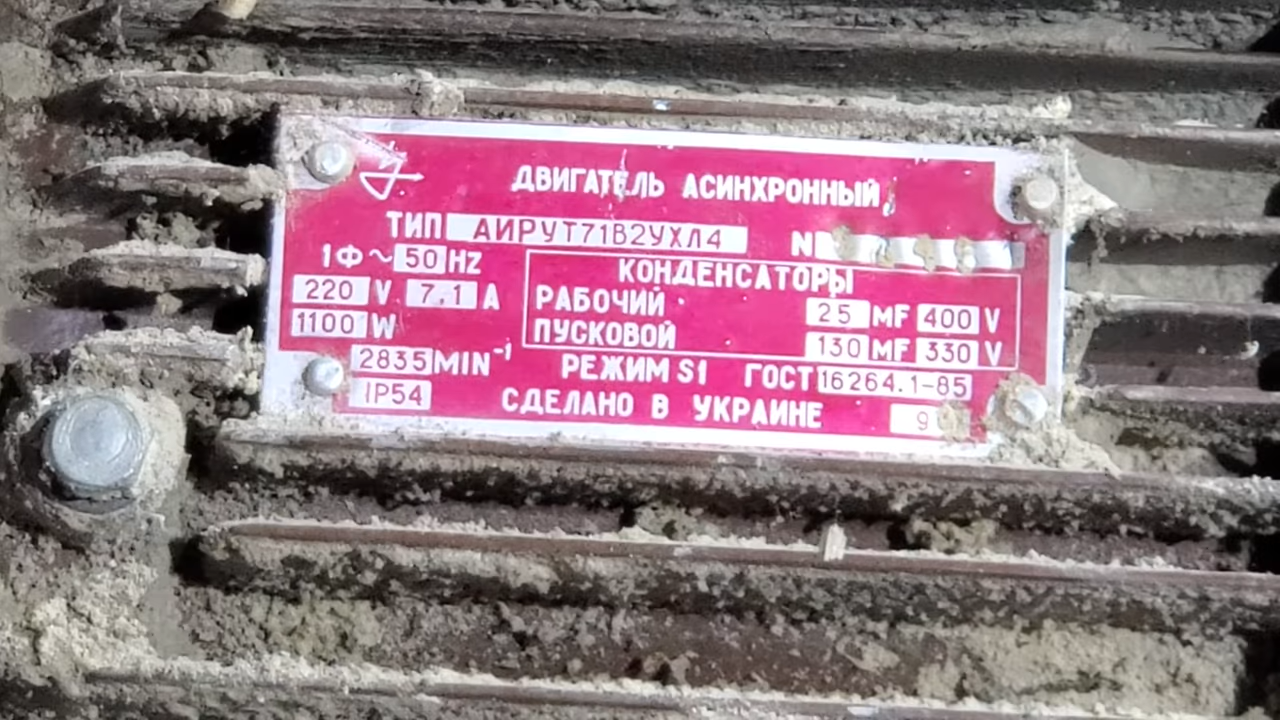 ДВИГАТЕЛЬ АСИНХРОННЫЙ
ТИП АИРУТ71В2УХЛ4 N
1Ф~ 50 HZ
КОНДЕНСАТОРЫ
220 V 7,1 A
РАБОЧИЙ 25 MF 400 V
1100 W
ПУСКОВОЙ 130 MF 330 V
2835 MIN⁻¹
РЕЖИМ S1 ГОСТ 16264.1-85
IP54
СДЕЛАНО В УКРАИНЕ